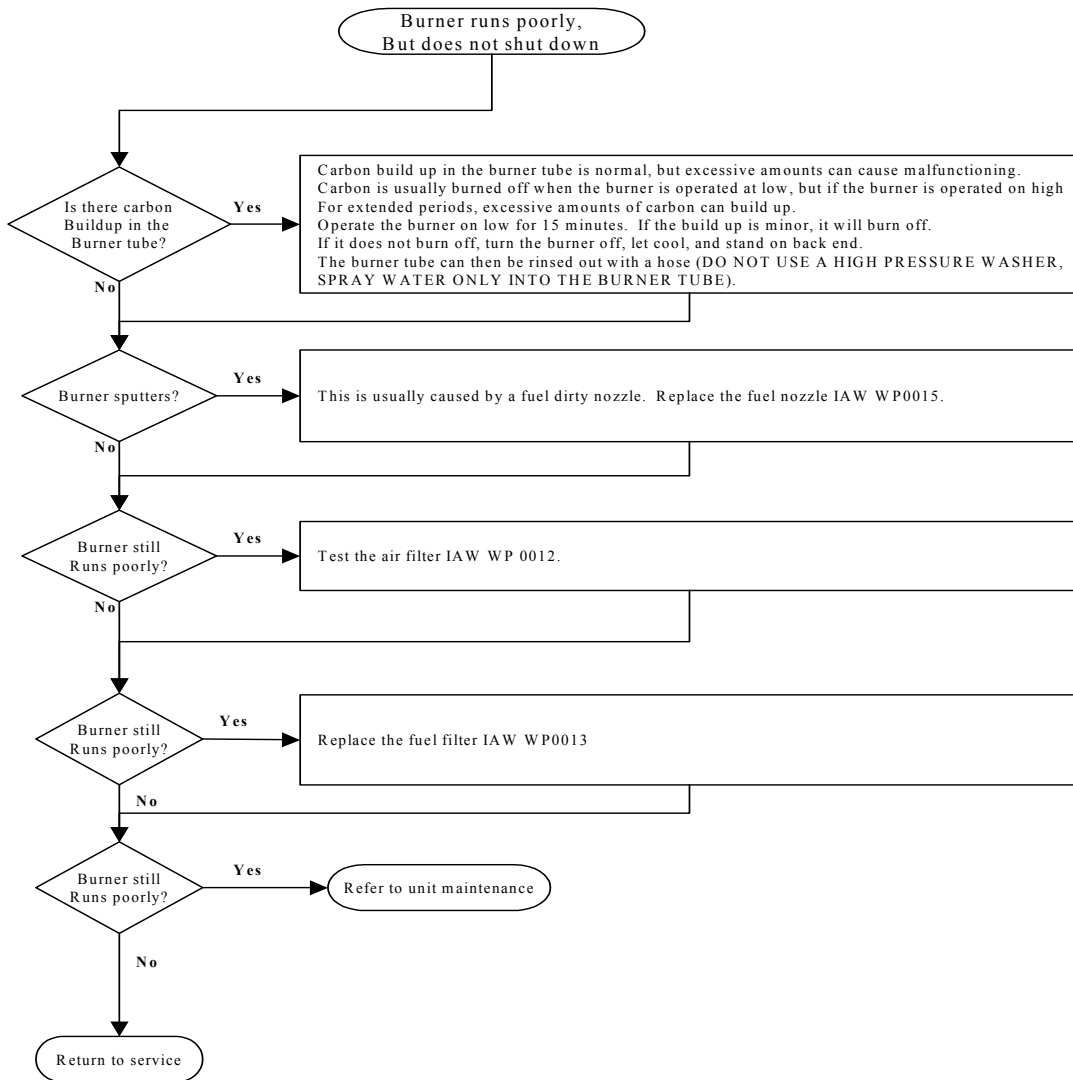 Burner runs poorly,
But does not shut down
Is there carbon
Buildup in the
Burner tube?
Yes
Carbon build up in the burner tube is normal, but excessive amounts can cause malfunctioning.
Carbon is usually burned off when the burner is operated at low, but if the burner is operated on high
For extended periods, excessive amounts of carbon can build up.
Operate the burner on low for 15 minutes.  If the build up is minor, it will burn off.
If it does not burn off, turn the burner off, let cool, and stand on back end.
The burner tube can then be rinsed out with a hose (DO NOT USE A HIGH PRESSURE WASHER,
SPRAY WATER ONLY INTO THE BURNER TUBE).
No
Burner sputters?
Yes
This is usually caused by a fuel dirty nozzle.  Replace the fuel nozzle IAW WP0015.
No
Burner still
Runs poorly?
Yes
Test the air filter IAW WP 0012.
No
Burner still
Runs poorly?
Yes
Replace the fuel filter IAW WP0013
No
Burner still
Runs poorly?
Yes
Refer to unit maintenance
No
Return to service